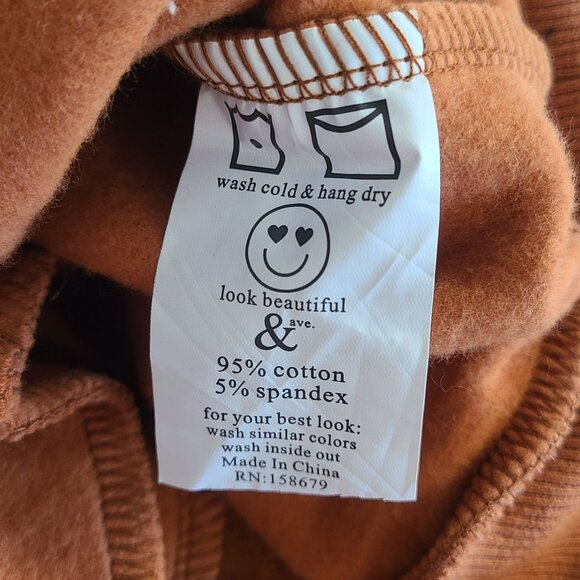 wash cold & hang dry
look beautiful
& ave.
95% cotton
5% spandex
for your best look:
wash similar colors
wash inside out
Made In China
RN:158679